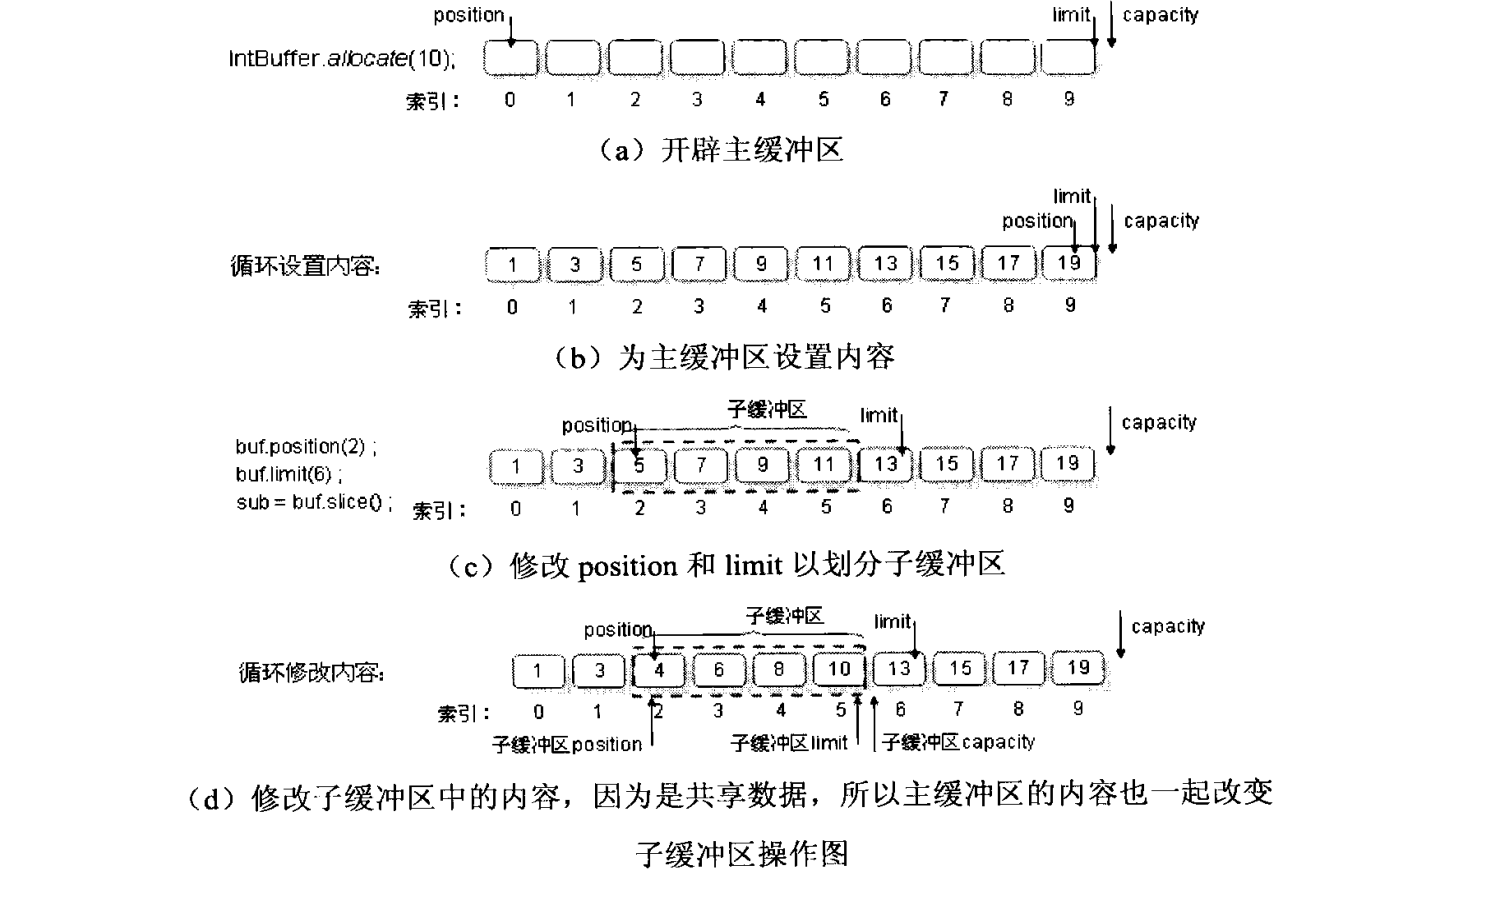 position limit capacity
IntBuffer.allocate(10);
索引： 0 1 2 3 4 5 6 7 8 9
（a）开辟主缓冲区
limit
position capacity
循环设置内容： 1 3 5 7 9 11 13 15 17 19
索引： 0 1 2 3 4 5 6 7 8 9
（b）为主缓冲区设置内容
子缓冲区 limit capacity
position
buf.position(2) ;
buf.limit(6) ;
sub = buf.slice() ;
1 3 5 7 9 11 13 15 17 19
索引： 0 1 2 3 4 5 6 7 8 9
（c）修改 position 和 limit 以划分子缓冲区
子缓冲区 limit capacity
position
循环修改内容： 1 3 4 6 8 10 13 15 17 19
索引： 0 1 2 3 4 5 6 7 8 9
子缓冲区position 子缓冲区limit 子缓冲区capacity
（d）修改子缓冲区中的内容，因为是共享数据，所以主缓冲区的内容也一起改变
子缓冲区操作图